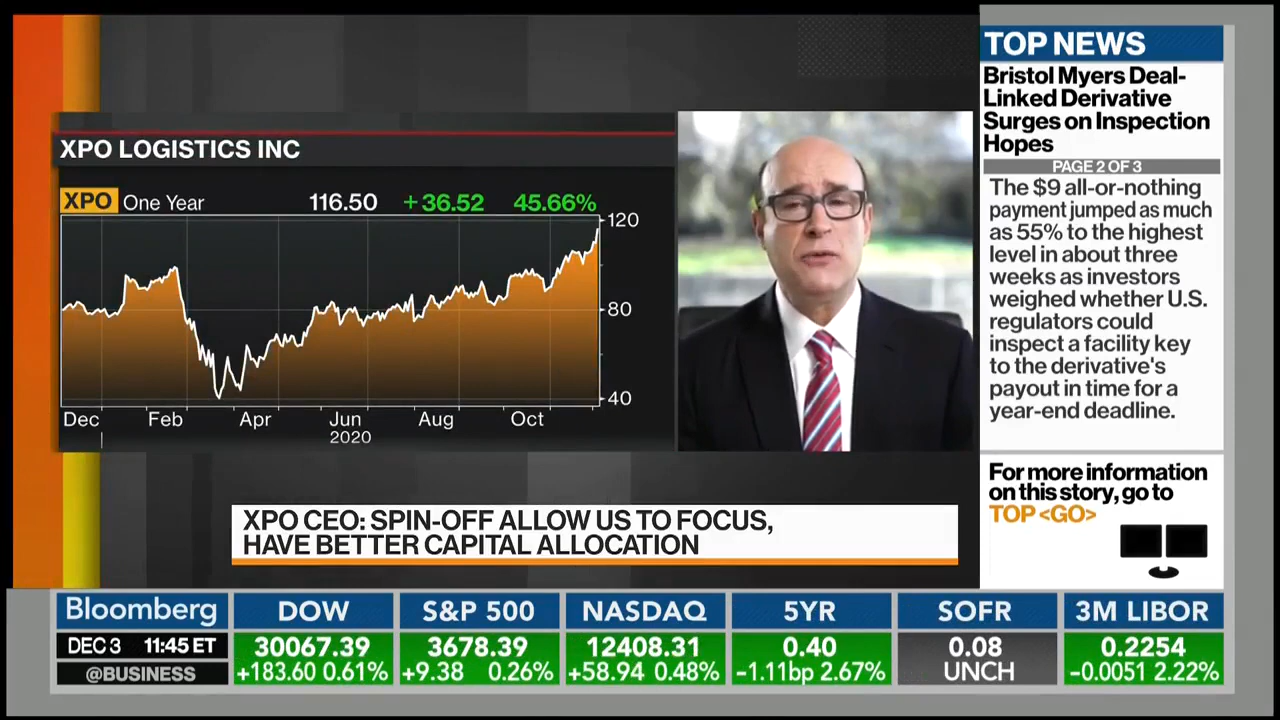 XPO LOGISTICS INC
XPO One Year 116.50 +36.52 45.66%
120
80
40
Dec Feb Apr Jun Aug Oct
2020
XPO CEO: SPIN-OFF ALLOW US TO FOCUS,
HAVE BETTER CAPITAL ALLOCATION
TOP NEWS
Bristol Myers Deal-
Linked Derivative
Surges on Inspection
Hopes
PAGE 2 OF 3
The $9 all-or-nothing
payment jumped as much
as 55% to the highest
level in about three
weeks as investors
weighed whether U.S.
regulators could
inspect a facility key
to the derivative's
payout in time for a
year-end deadline.
For more information
on this story, go to
TOP <GO>
Bloomberg DOW S&P 500 NASDAQ 5YR SOFR 3M LIBOR
DEC 3 11:45 ET 30067.39 3678.39 12408.31 0.40 0.08 0.2254
@BUSINESS +183.60 0.61% +9.38 0.26% +58.94 0.48% -1.11bp 2.67% UNCH -0.0051 2.22%